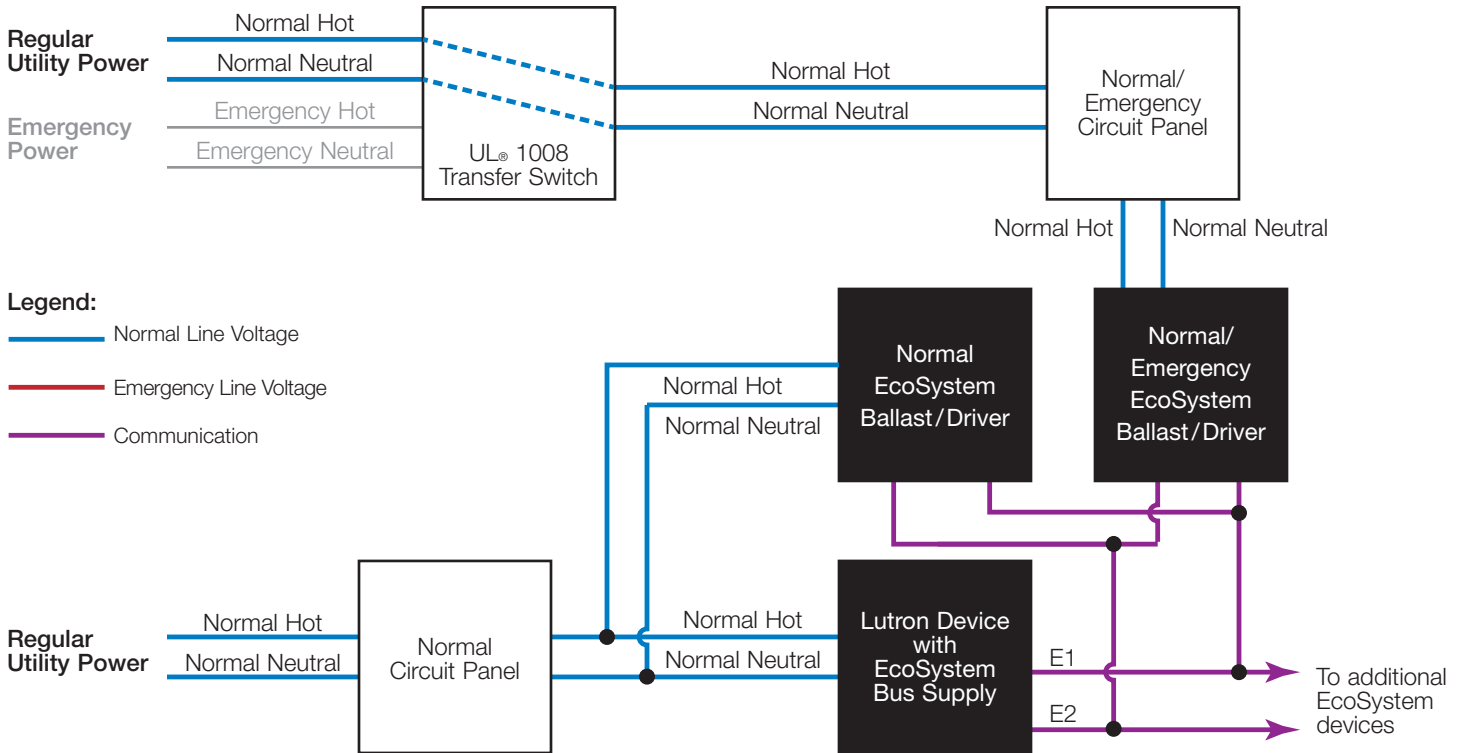 Regular
Utility Power
Normal Hot
Normal Neutral
Emergency
Power
Emergency Hot
Emergency Neutral
UL® 1008
Transfer Switch
Normal Hot
Normal Neutral
Normal/
Emergency
Circuit Panel
Normal Hot
Normal Neutral
Legend:
Normal Line Voltage
Emergency Line Voltage
Communication
Normal Hot
Normal Neutral
Normal
EcoSystem
Ballast/Driver
Normal/
Emergency
EcoSystem
Ballast/Driver
Regular
Utility Power
Normal Hot
Normal Neutral
Normal
Circuit Panel
Normal Hot
Normal Neutral
Lutron Device
with
EcoSystem
Bus Supply
E1
E2
To additional
EcoSystem
devices